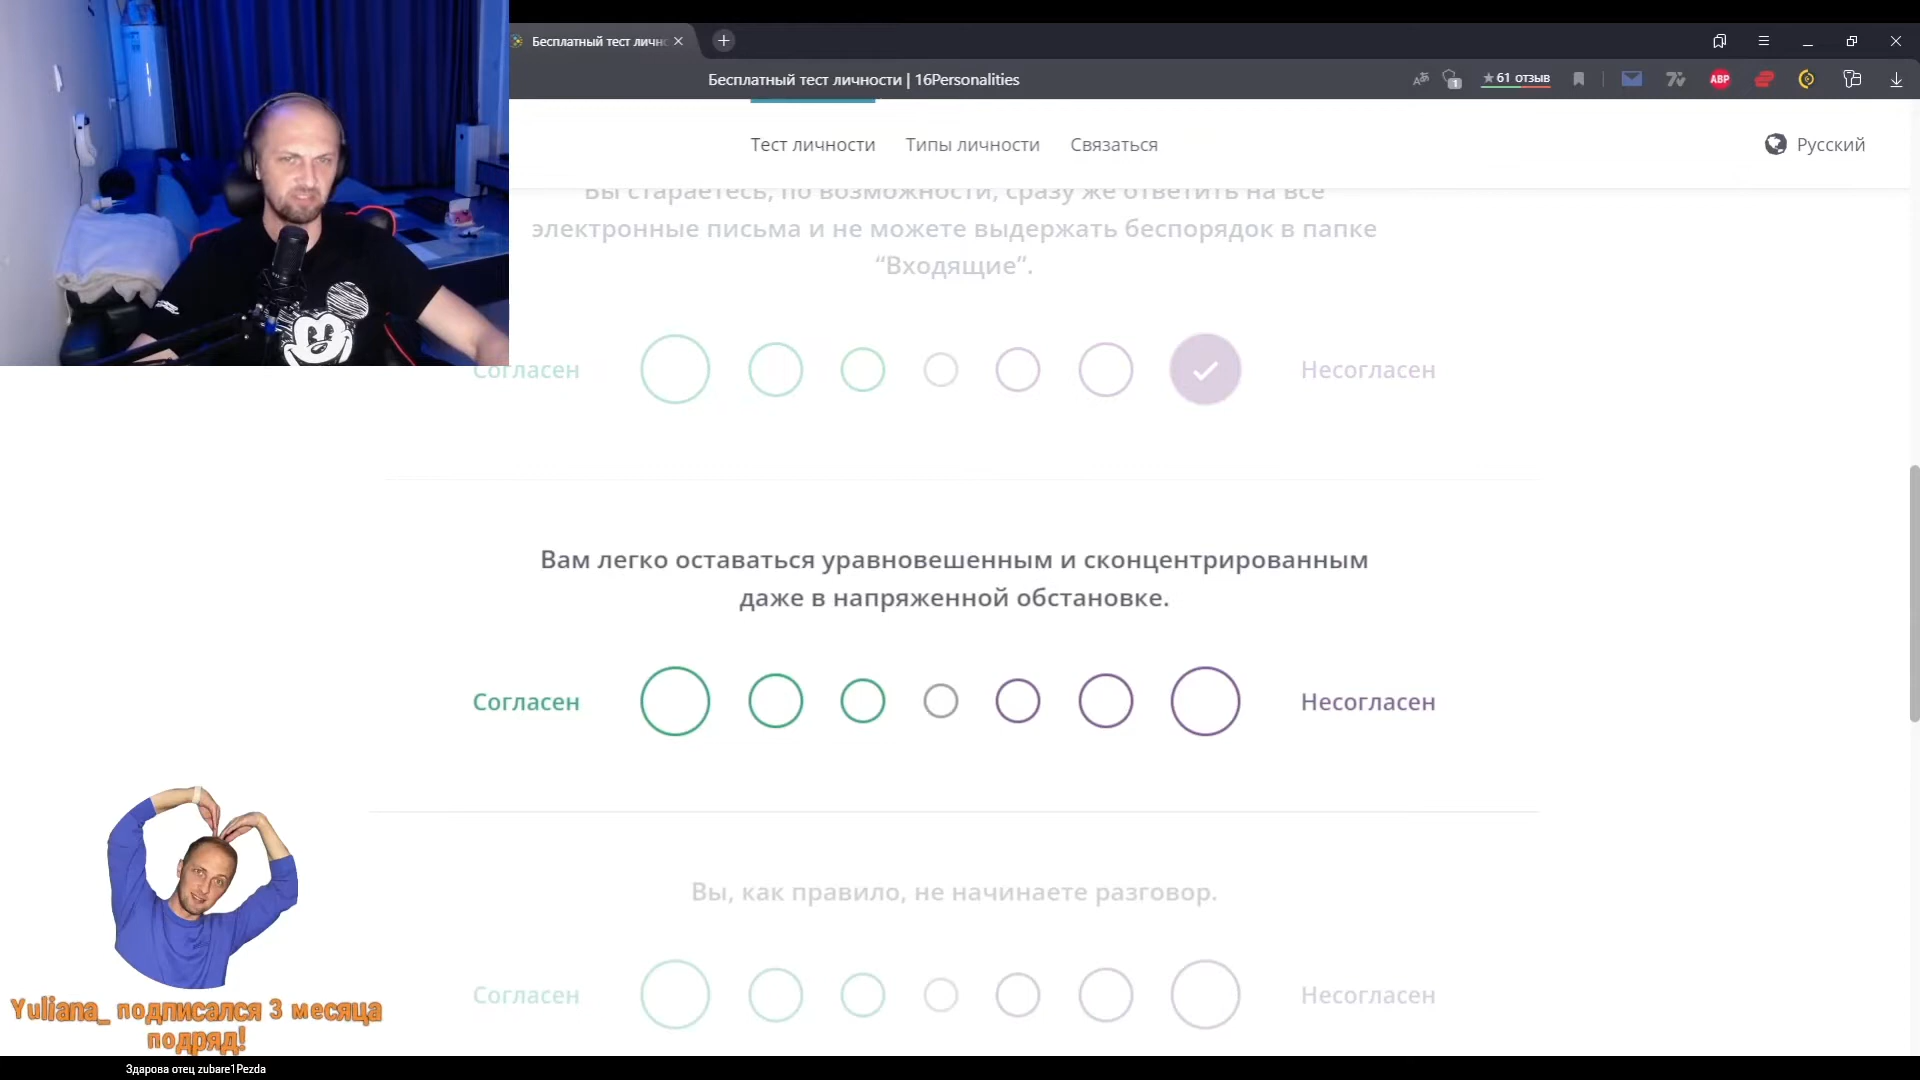 Бесплатный тест личн
Бесплатный тест личности | 16Personalities
★61 отзыв
ABP
1
Тест личности
Типы личности
Связаться
Русский
Вы стараетесь, по возможности, сразу же ответить на все
электронные письма и не можете выдержать беспорядок в папке
“Входящие”.
Согласен
Несогласен
Вам легко оставаться уравновешенным и сконцентрированным
даже в напряженной обстановке.
Согласен
Несогласен
Вы, как правило, не начинаете разговор.
Согласен
Несогласен
Yuliana_ подписался 3 месяца
подряд!
Здарова отец zubare1Pezda